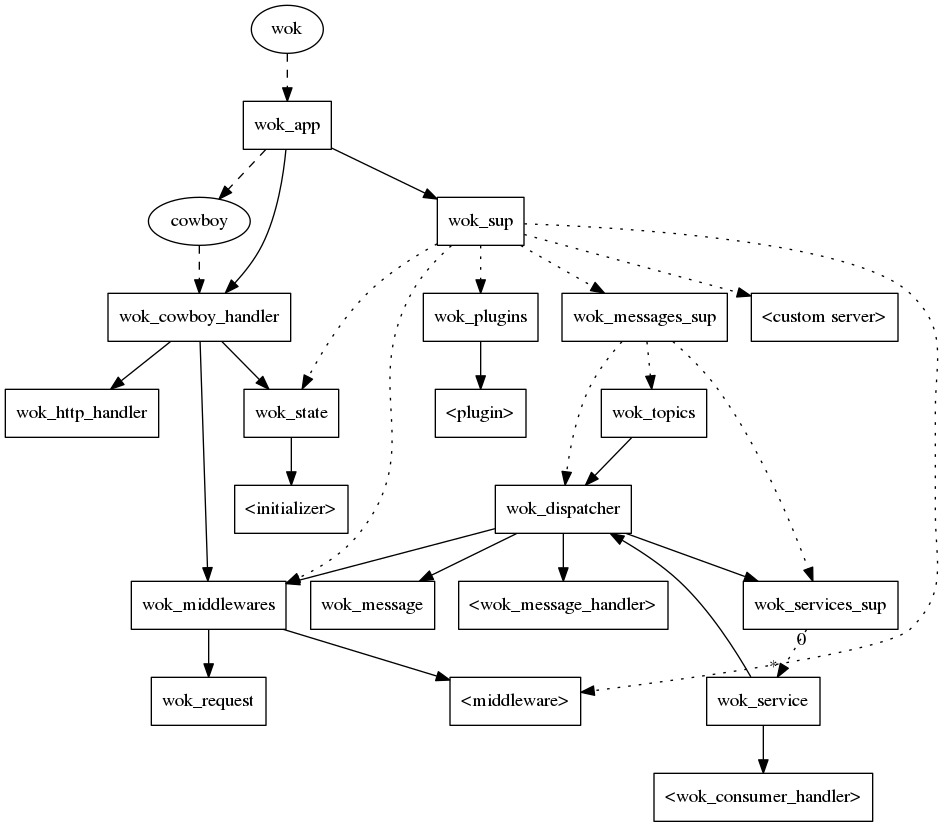 wok
wok_app
cowboy
wok_sup
wok_cowboy_handler
wok_plugins
wok_messages_sup
<custom server>
wok_http_handler
wok_state
<plugin>
wok_topics
<initializer>
wok_dispatcher
wok_middlewares
wok_message
<wok_message_handler>
wok_services_sup
0
*
wok_request
<middleware>
wok_service
<wok_consumer_handler>